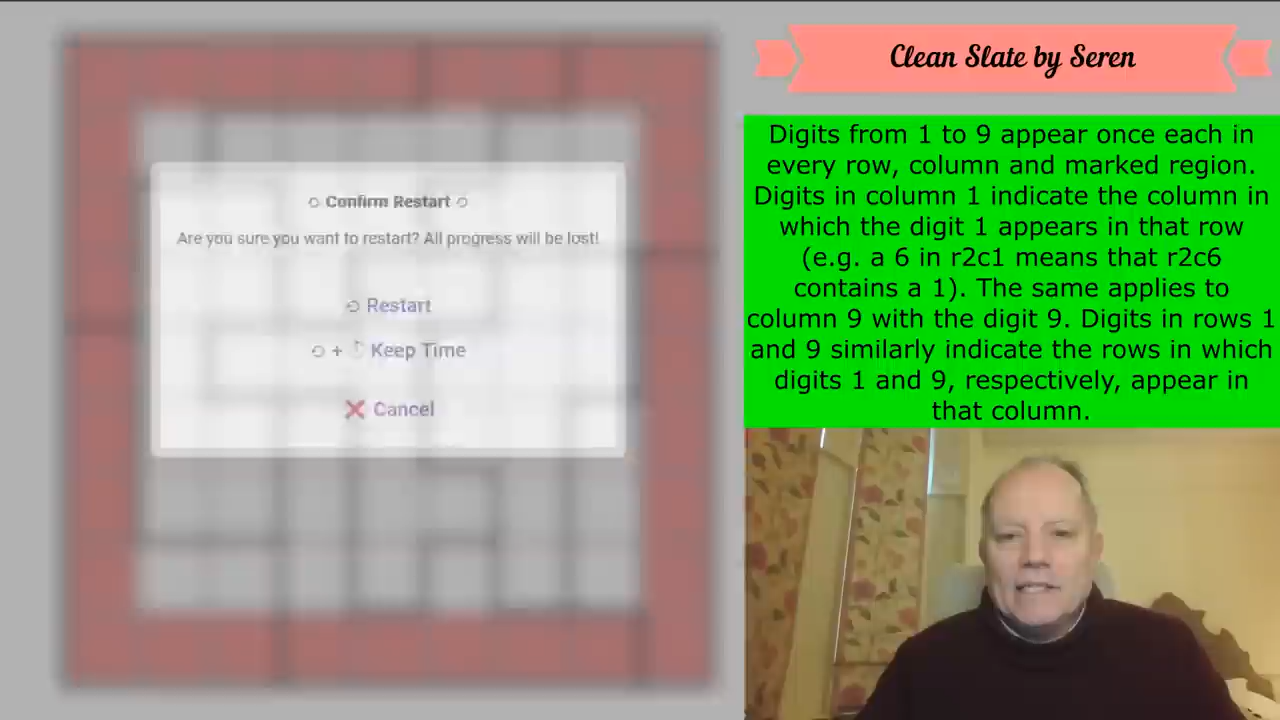 Clean Slate by Seren
Digits from 1 to 9 appear once each in
every row, column and marked region.
Digits in column 1 indicate the column in
which the digit 1 appears in that row
(e.g. a 6 in r2c1 means that r2c6
contains a 1). The same applies to
column 9 with the digit 9. Digits in rows 1
and 9 similarly indicate the rows in which
digits 1 and 9, respectively, appear in
that column.
Confirm Restart
Are you sure you want to restart? All progress will be lost!
Restart
+ Keep Time
Cancel